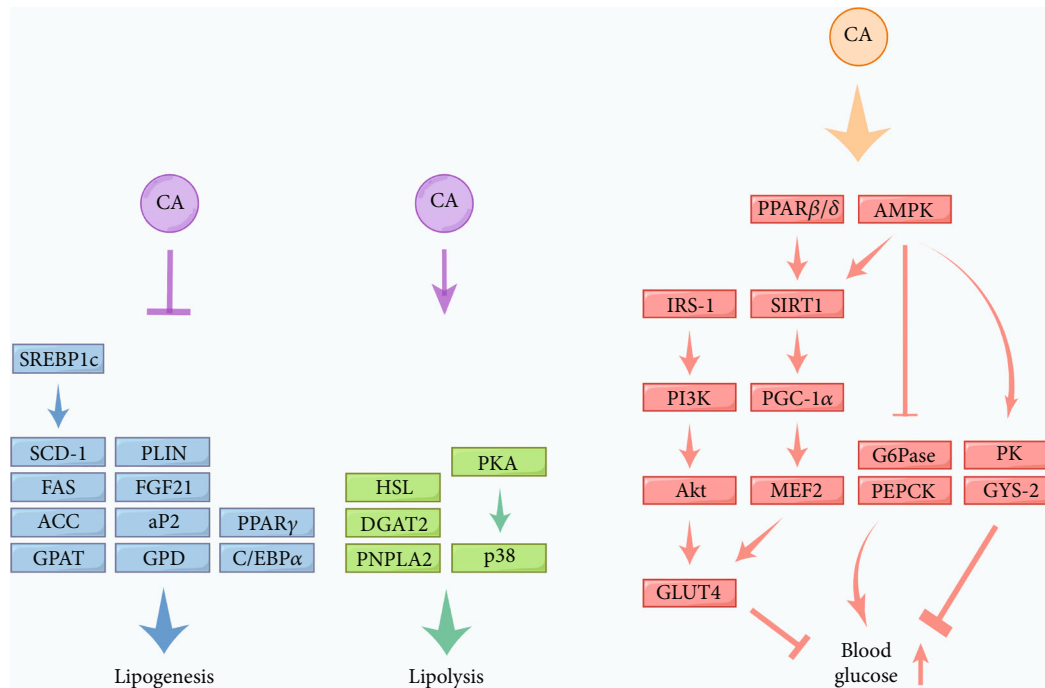 CA
CA
CA
SREBP1c
SCD-1
PLIN
FAS
FGF21
ACC
aP2
PPARγ
GPAT
GPD
C/EBPα
Lipogenesis
PKA
HSL
DGAT2
PNPLA2
p38
Lipolysis
PPARβ/δ
AMPK
IRS-1
SIRT1
PI3K
PGC-1α
G6Pase
PK
Akt
MEF2
PEPCK
GYS-2
GLUT4
Blood
glucose